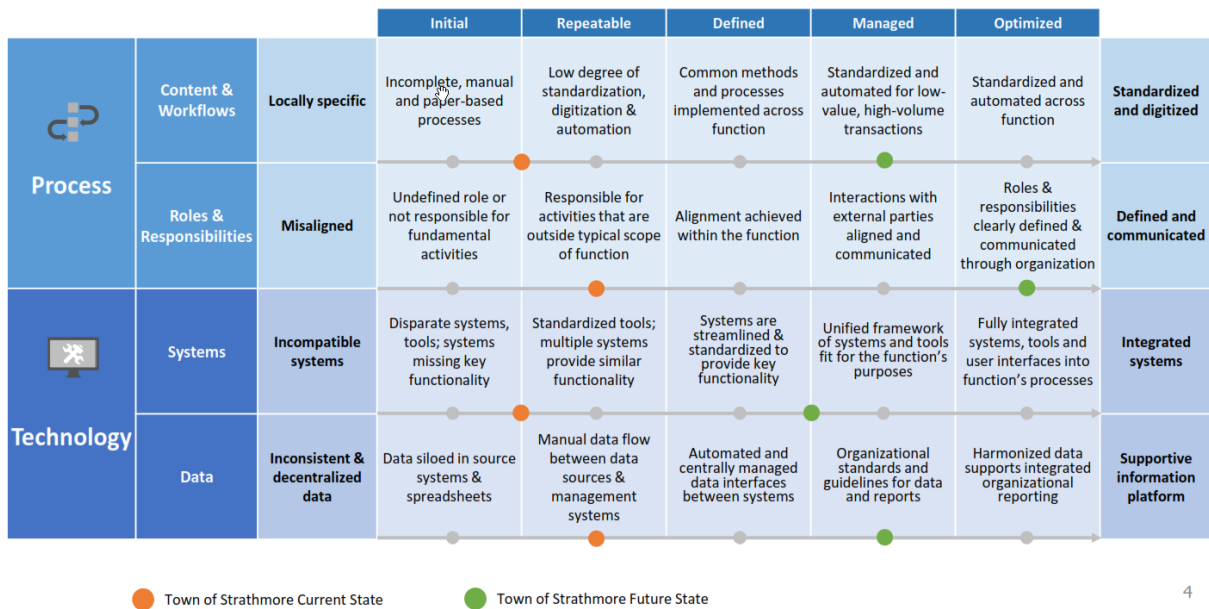 Initial
Repeatable
Defined
Managed
Optimized
Process
Content &
Workflows
Locally specific
Incomplete, manual
and paper-based
processes
Low degree of
standardization,
digitization &
automation
Common methods
and processes
implemented across
function
Standardized and
automated for low-
value, high-volume
transactions
Standardized and
automated across
function
Standardized
and digitized
Roles &
Responsibilities
Misaligned
Undefined role or
not responsible for
fundamental
activities
Responsible for
activities that are
outside typical scope
of function
Alignment achieved
within the function
Interactions with
external parties
aligned and
communicated
Roles &
responsibilities
clearly defined &
communicated
through organization
Defined and
communicated
Technology
Systems
Incompatible
systems
Disparate systems,
tools; systems
missing key
functionality
Standardized tools;
multiple systems
provide similar
functionality
Systems are
streamlined &
standardized to
provide key
functionality
Unified framework
of systems and tools
fit for the function's
purposes
Fully integrated
systems, tools and
user interfaces into
function's processes
Integrated
systems
Data
Inconsistent &
decentralized
data
Data siloed in source
systems &
spreadsheets
Manual data flow
between data
sources &
management
systems
Automated and
centrally managed
data interfaces
between systems
Organizational
standards and
guidelines for data
and reports
Harmonized data
supports integrated
organizational
reporting
Supportive
information
platform
Town of Strathmore Current State
Town of Strathmore Future State
4